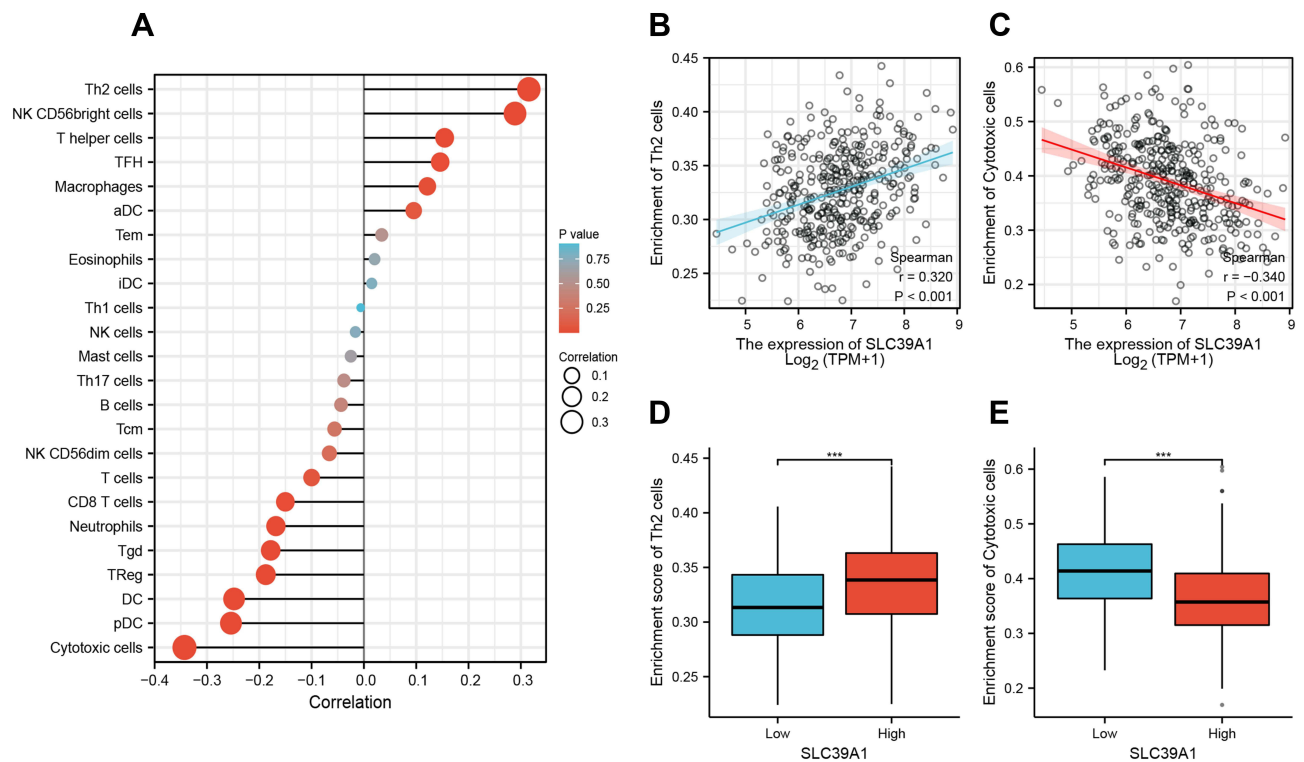 A
Th2 cells
NK CD56bright cells
T helper cells
TFH
Macrophages
aDC
Tem
Eosinophils
iDC
Th1 cells
NK cells
Mast cells
Th17 cells
B cells
Tcm
NK CD56dim cells
T cells
CD8 T cells
Neutrophils
Tgd
TReg
DC
pDC
Cytotoxic cells
−0.4 −0.3 −0.2 −0.1 0.0 0.1 0.2 0.3
Correlation
P value
0.75
0.50
0.25
Correlation
0.1
0.2
0.3
B
Enrichment of Th2 cells
0.45
0.40
0.35
0.30
0.25
Spearman
r = 0.320
P < 0.001
5 6 7 8 9
The expression of SLC39A1
Log2 (TPM+1)
C
Enrichment of Cytotoxic cells
0.6
0.5
0.4
0.3
0.2
Spearman
r = −0.340
P < 0.001
5 6 7 8 9
The expression of SLC39A1
Log2 (TPM+1)
D
Enrichment score of Th2 cells
0.45
0.40
0.35
0.30
0.25
***
Low High
SLC39A1
E
Enrichment score of Cytotoxic cells
0.6
0.5
0.4
0.3
0.2
***
Low High
SLC39A1